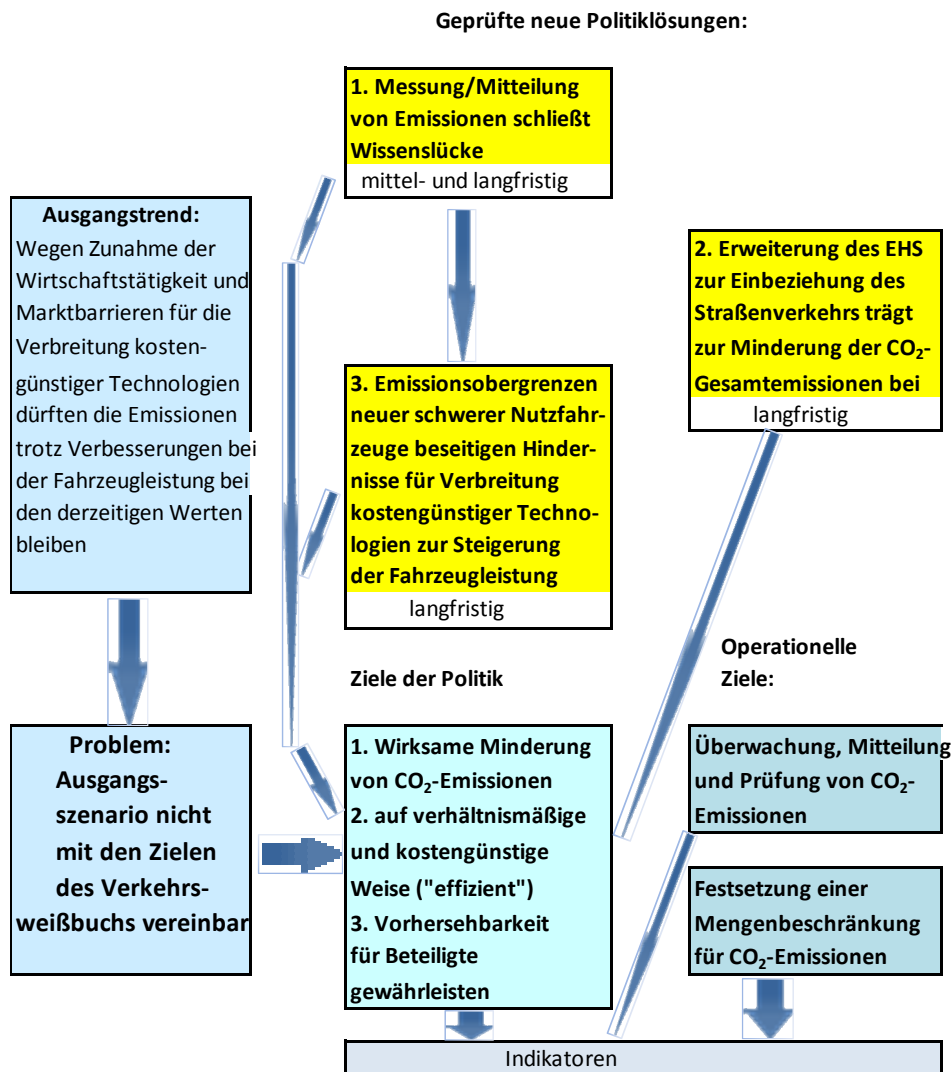 Geprüfte neue Politiklösungen:
1. Messung/Mitteilung
von Emissionen schließt
Wissenslücke
mittel- und langfristig
Ausgangstrend:
Wegen Zunahme der
Wirtschaftstätigkeit und
Marktbarrieren für die
Verbreitung kosten-
günstiger Technologien
dürften die Emissionen
trotz Verbesserungen bei
der Fahrzeugleistung bei
den derzeitigen Werten
bleiben
2. Erweiterung des EHS
zur Einbeziehung des
Straßenverkehrs trägt
zur Minderung der CO₂-
Gesamtemissionen bei
langfristig
3. Emissionsobergrenzen
neuer schwerer Nutzfahr-
zeuge beseitigen Hinder-
nisse für Verbreitung
kostengünstiger Techno-
logien zur Steigerung
der Fahrzeugleistung
langfristig
Ziele der Politik
Operationelle
Ziele:
Problem:
Ausgangs-
szenario nicht
mit den Zielen
des Verkehrs-
weißbuchs vereinbar
1. Wirksame Minderung
von CO₂-Emissionen
2. auf verhältnismäßige
und kostengünstige
Weise ("effizient")
3. Vorhersehbarkeit
für Beteiligte
gewährleisten
Überwachung, Mitteilung
und Prüfung von CO₂-
Emissionen
Festsetzung einer
Mengenbeschränkung
für CO₂-Emissionen
Indikatoren